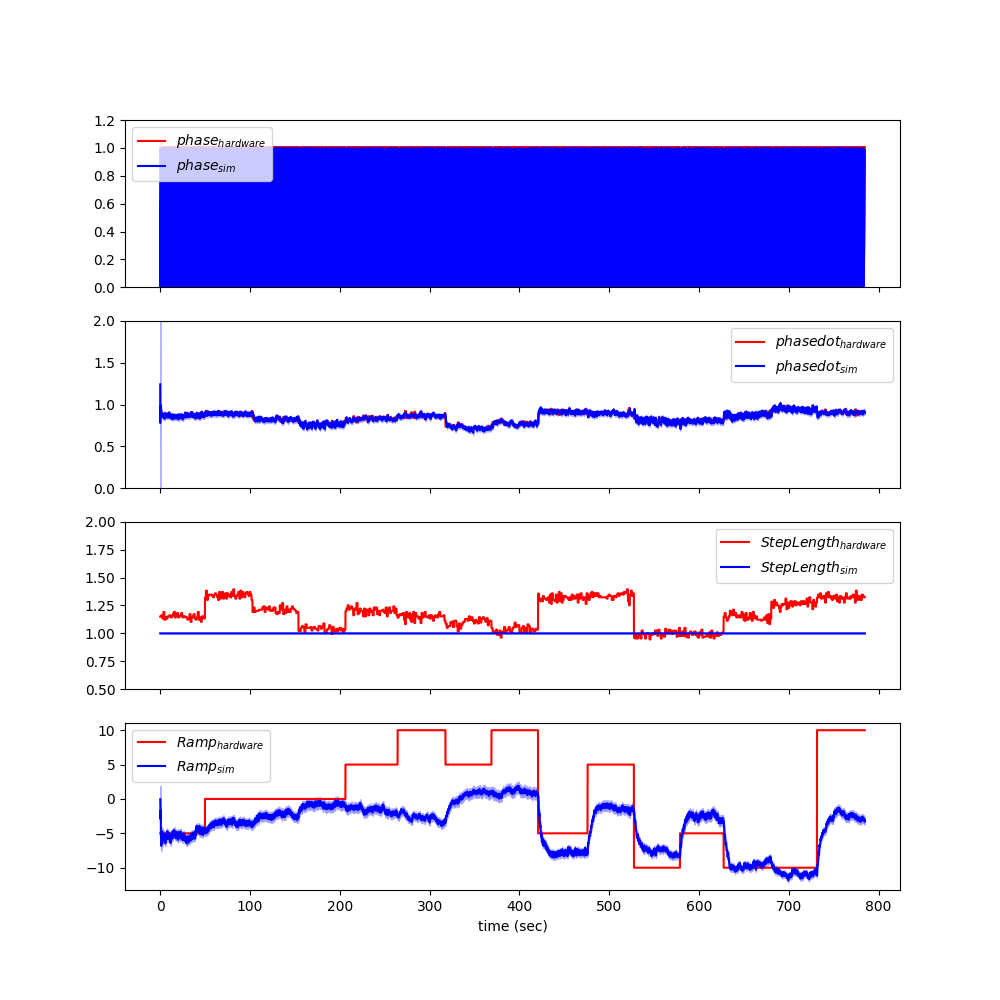 1.2
1.0
0.8
0.6
0.4
0.2
0.0
phase_hardware
phase_sim
2.0
1.5
1.0
0.5
0.0
phasedot_hardware
phasedot_sim
2.00
1.75
1.50
1.25
1.00
0.75
0.50
StepLength_hardware
StepLength_sim
10
5
0
−5
−10
Ramp_hardware
Ramp_sim
0 100 200 300 400 500 600 700 800
time (sec)